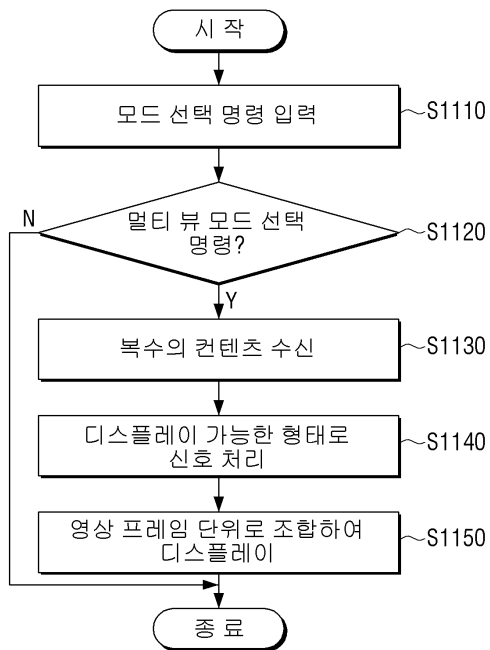 시 작
모드 선택 명령 입력
S1110
멀티 뷰 모드 선택
명령?
S1120
N
Y
복수의 컨텐츠 수신
S1130
디스플레이 가능한 형태로
신호 처리
S1140
영상 프레임 단위로 조합하여
디스플레이
S1150
종 료